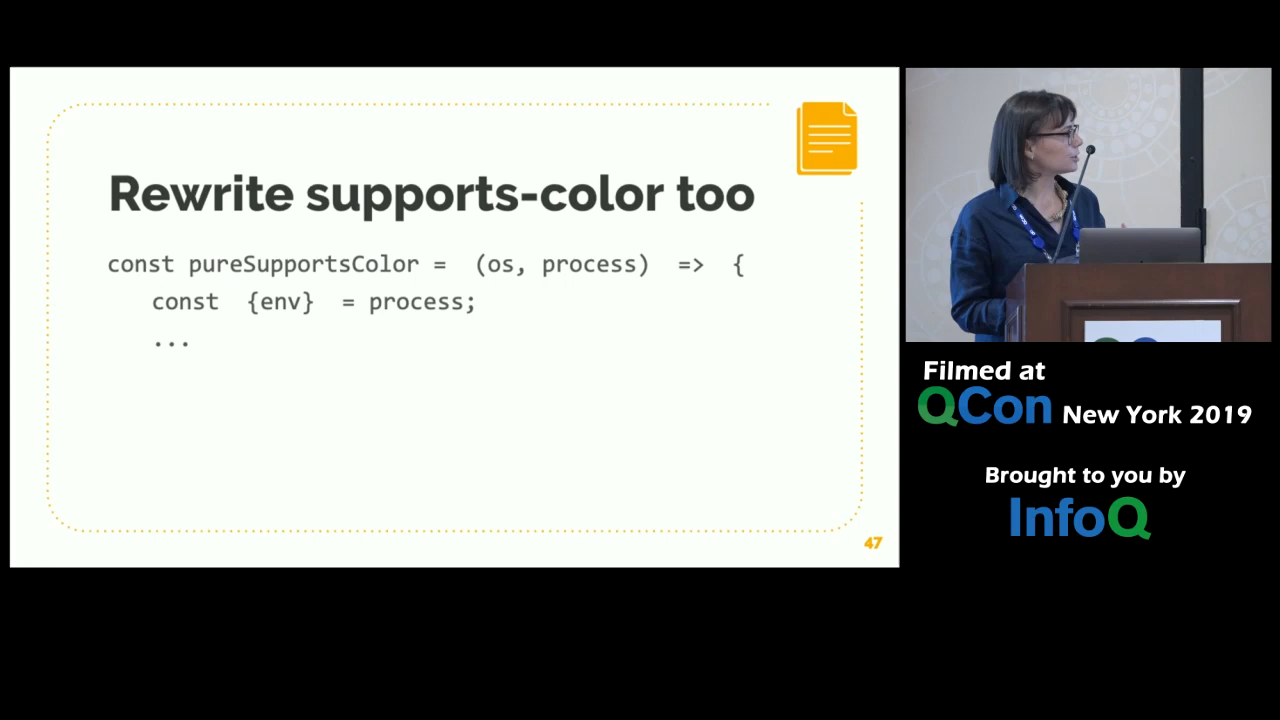 Rewrite supports-color too
const pureSupportsColor = (os, process) => {
const {env} = process;
...
47
Filmed at
QCon New York 2019
Brought to you by
InfoQ